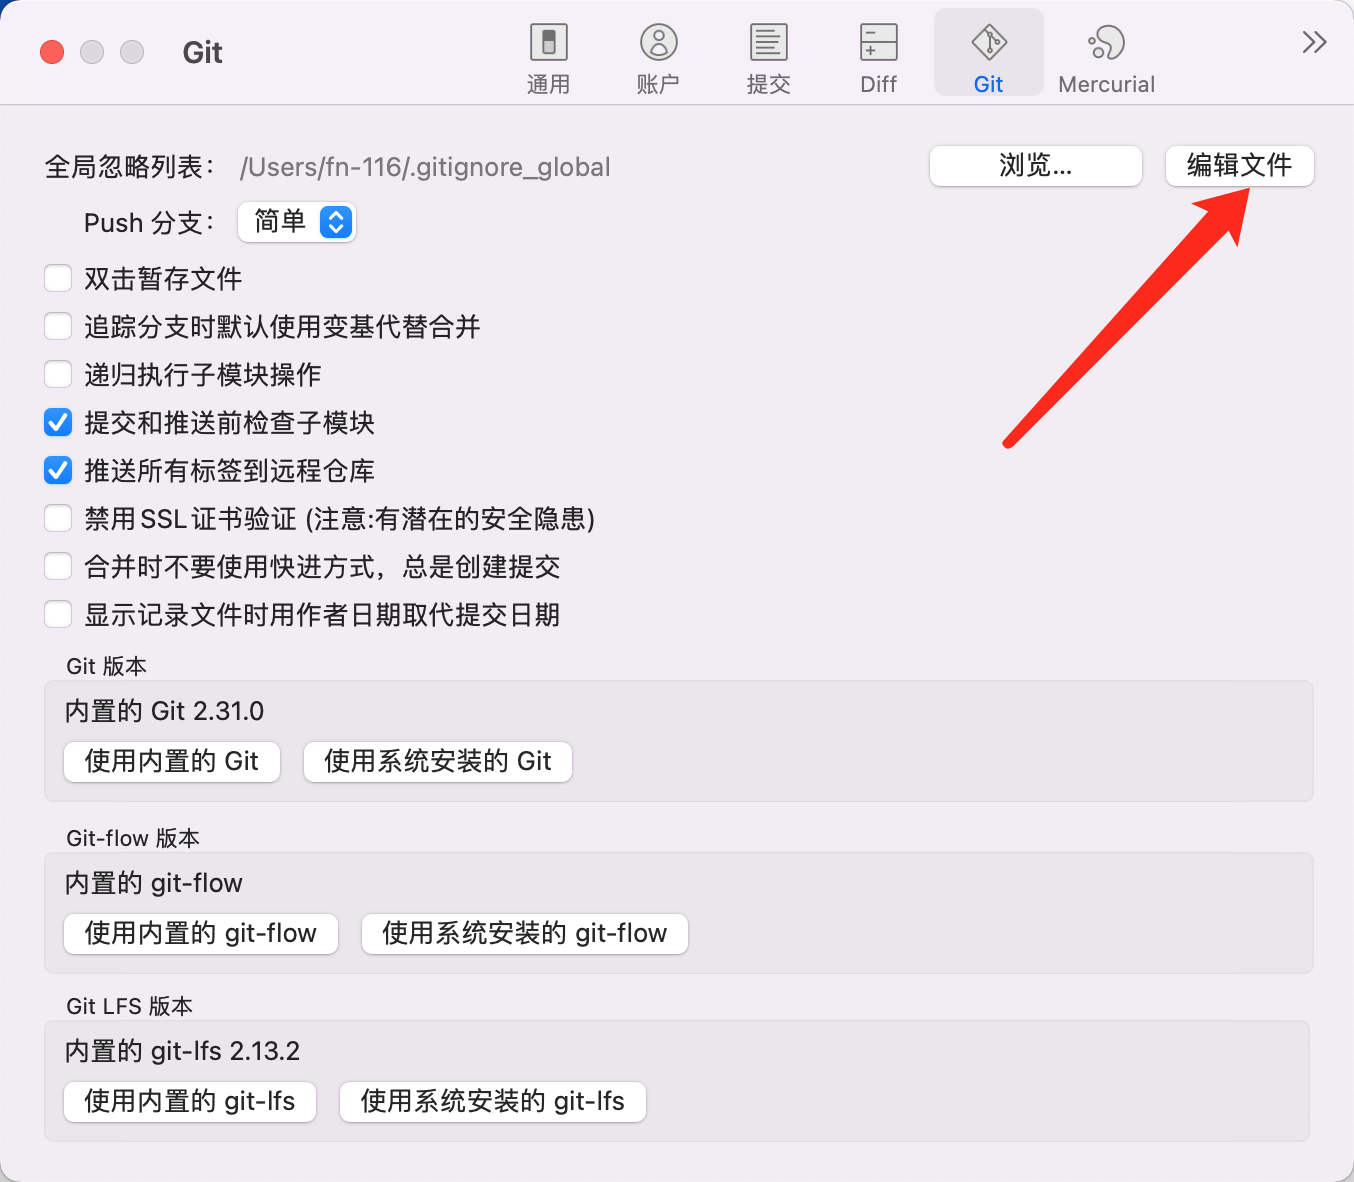 Git
通用 账户 提交 Diff Git Mercurial
全局忽略列表： /Users/fn-116/.gitignore_global 浏览... 编辑文件
Push 分支： 简单
双击暂存文件
追踪分支时默认使用变基代替合并
递归执行子模块操作
提交和推送前检查子模块
推送所有标签到远程仓库
禁用SSL证书验证 (注意:有潜在的安全隐患)
合并时不要使用快进方式，总是创建提交
显示记录文件时用作者日期取代提交日期
Git 版本
内置的 Git 2.31.0
使用内置的 Git 使用系统安装的 Git
Git-flow 版本
内置的 git-flow
使用内置的 git-flow 使用系统安装的 git-flow
Git LFS 版本
内置的 git-lfs 2.13.2
使用内置的 git-lfs 使用系统安装的 git-lfs